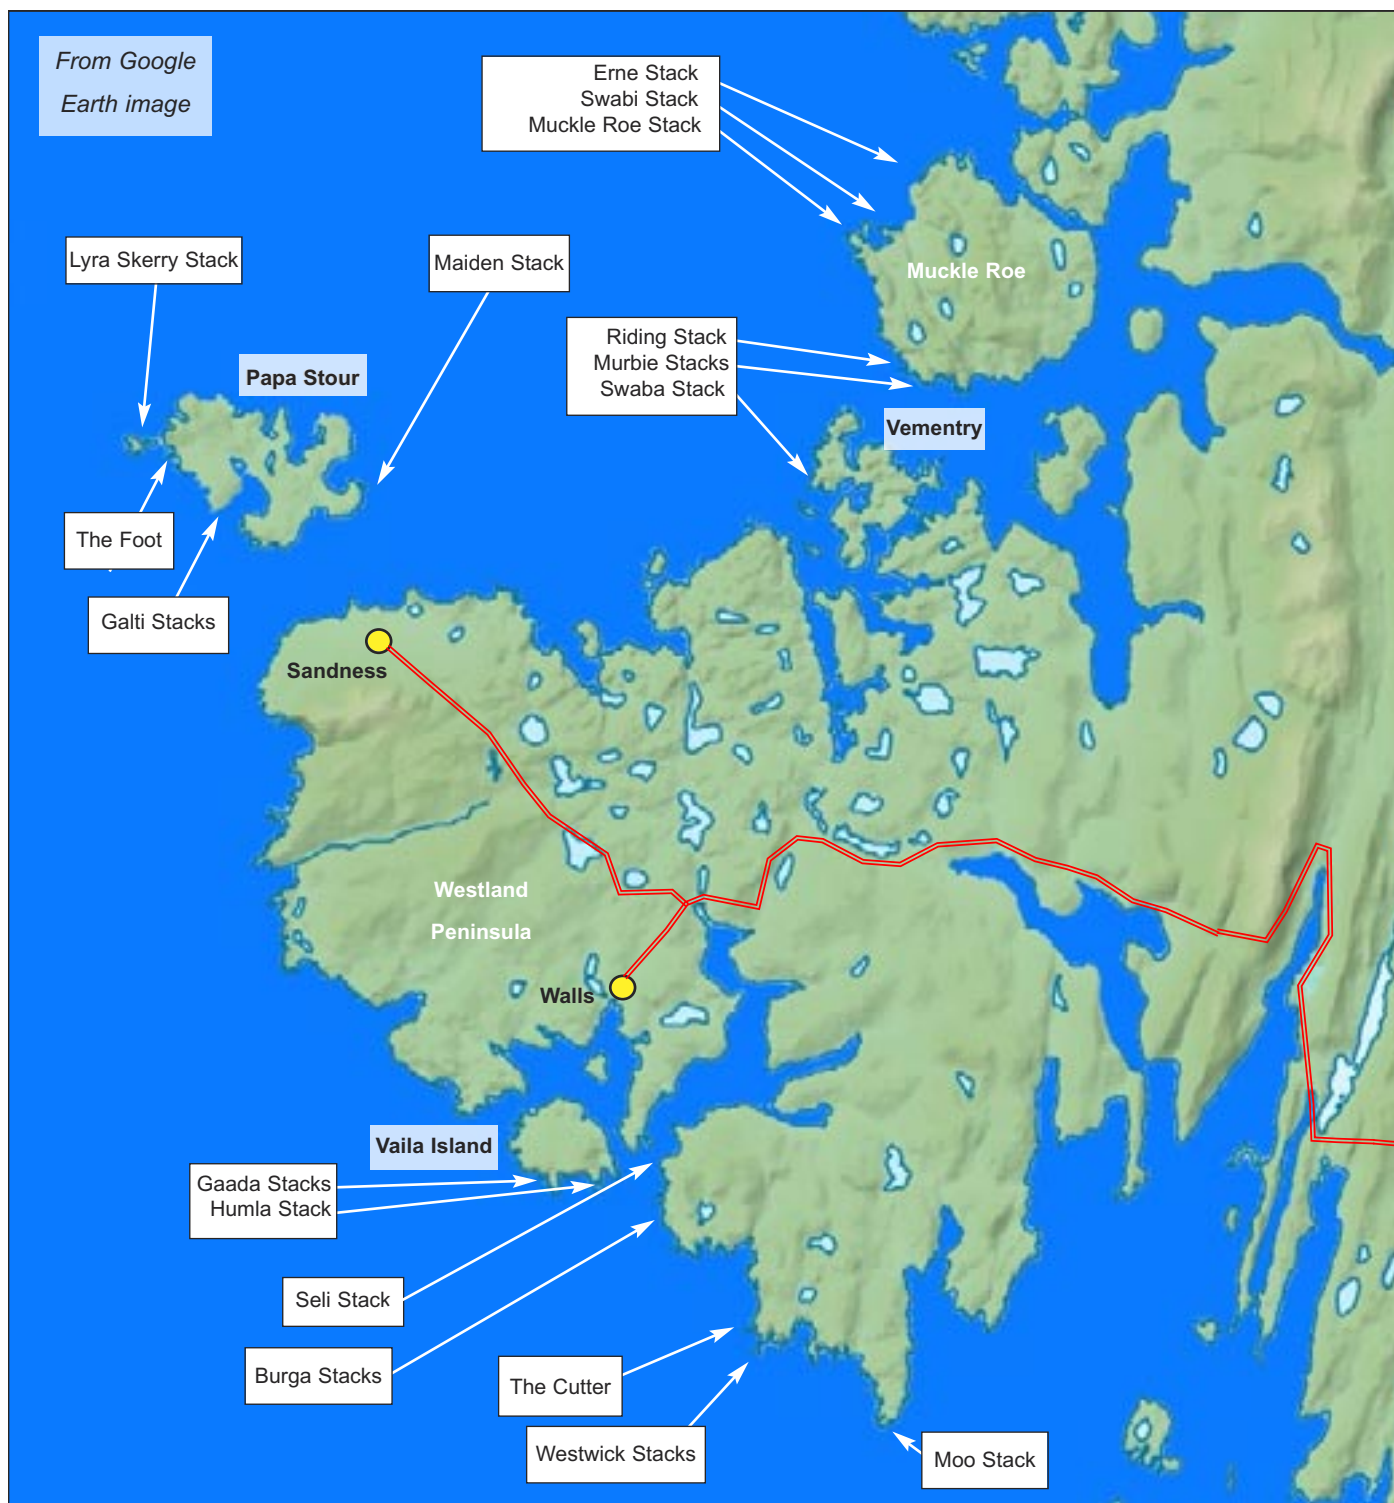 From Google
Earth image
Erne Stack
Swabi Stack
Muckle Roe Stack
Lyra Skerry Stack
Maiden Stack
Muckle Roe
Riding Stack
Murbie Stacks
Swaba Stack
Papa Stour
Vementry
The Foot
Galti Stacks
Sandness
Westland
Peninsula
Walls
Vaila Island
Gaada Stacks
Humla Stack
Seli Stack
Burga Stacks
The Cutter
Westwick Stacks
Moo Stack